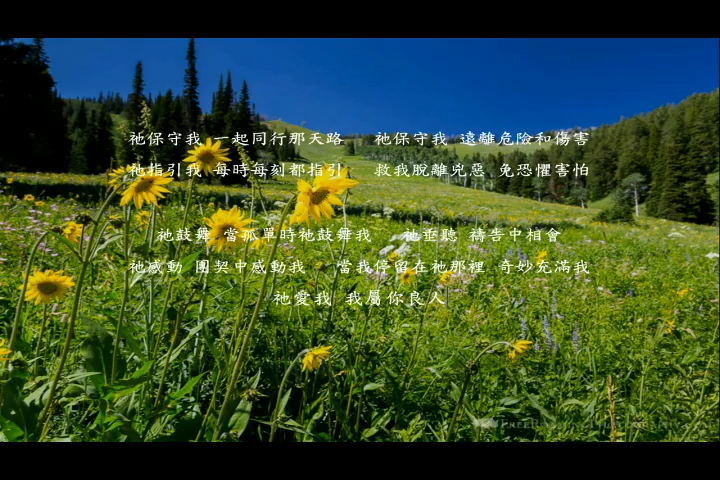 祂保守我 一起同行那天路　祂保守我 遠離危險和傷害
祂指引我 每時每刻都指引　救我脫離兇惡 免恐懼害怕
祂鼓舞 當孤單時祂鼓舞我　祂垂聽 禱告中相會
祂感動 團契中感動我　當我停留在祂那裡 奇妙充滿我
祂愛我 我屬你良人